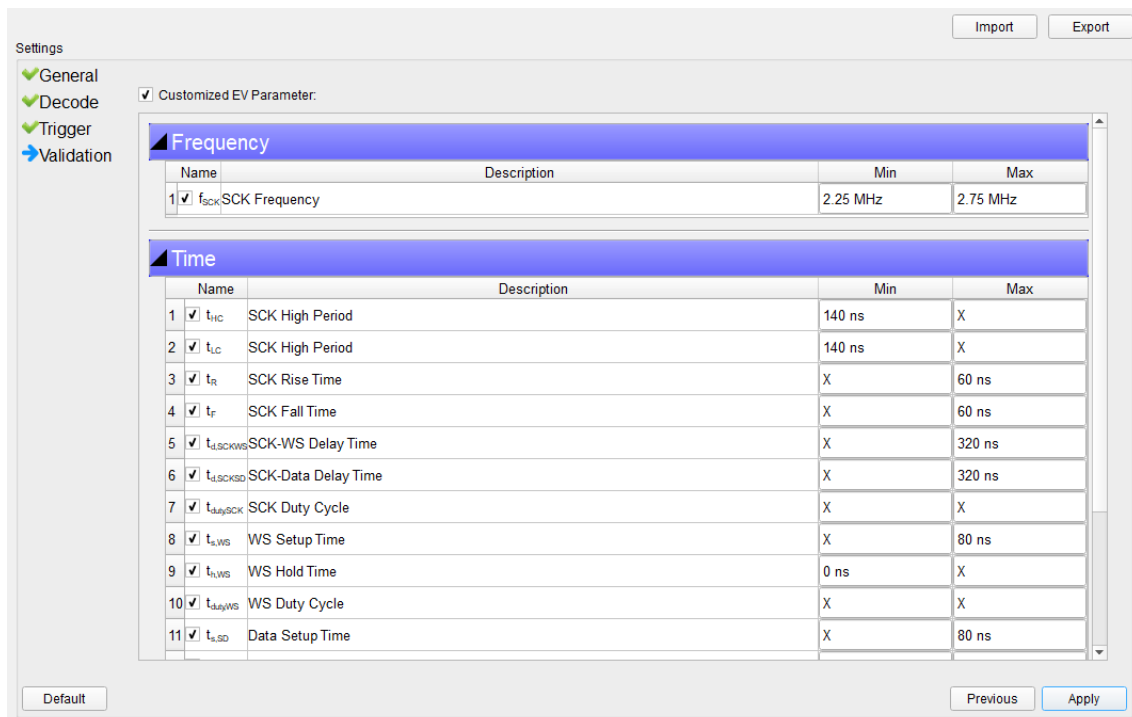 Import Export
Settings
General
Decode
Trigger
Validation
Customized EV Parameter:
Frequency
Name Description Min Max
1 fSCK SCK Frequency 2.25 MHz 2.75 MHz
Time
Name Description Min Max
1 tHC SCK High Period 140 ns X
2 tLC SCK High Period 140 ns X
3 tR SCK Rise Time X 60 ns
4 tF SCK Fall Time X 60 ns
5 td,SCKWS SCK-WS Delay Time X 320 ns
6 td,SCKSD SCK-Data Delay Time X 320 ns
7 tduty,SCK SCK Duty Cycle X X
8 ts,WS WS Setup Time X 80 ns
9 th,WS WS Hold Time 0 ns X
10 tduty,WS WS Duty Cycle X X
11 ts,SD Data Setup Time X 80 ns
Default Previous Apply